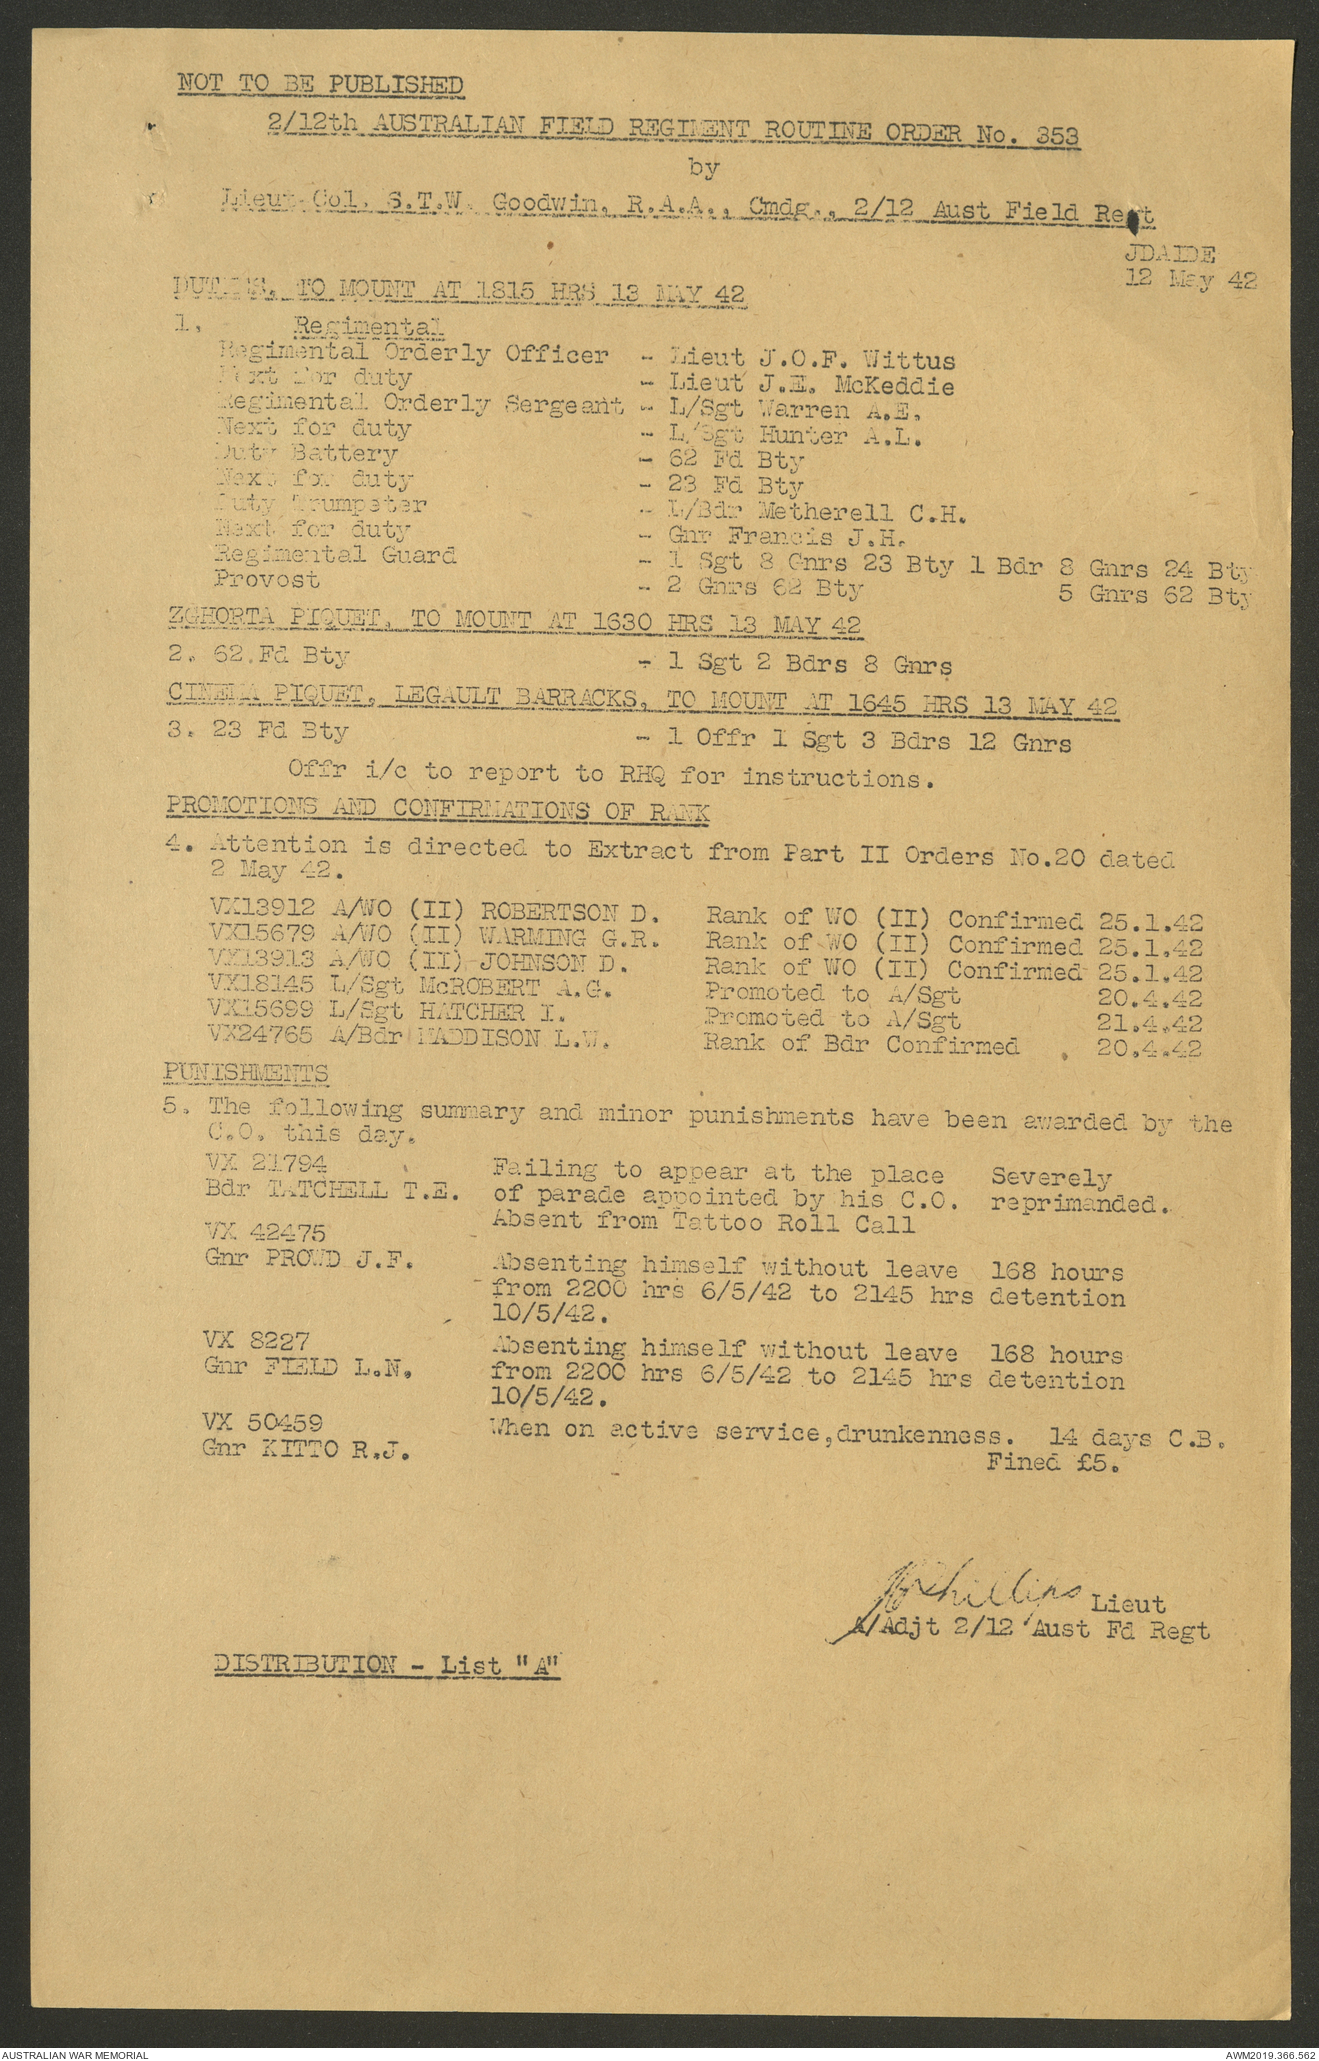 NOT TO BE PUBLISHED
2/12th AUSTRALIAN FIELD REGIMENT ROUTINE ORDER No. 353
by
Lieut-Col. S.T.W. Goodwin, R.A.A., Cmdg., 2/12 Aust Field Regt
JDAIDE
12 May 42
DUTIES, TO MOUNT AT 1815 HRS 13 MAY 42
1. Regimental
Regimental Orderly Officer - Lieut J.O.F. Wittus
Next for duty - Lieut J.E. McKeddie
Regimental Orderly Sergeant - L/Sgt Warren A.E.
Next for duty - L/Sgt Hunter A.L.
Duty Battery - 62 Fd Bty
Next for duty - 23 Fd Bty
Duty Trumpeter - L/Bdr Metherell C.H.
Next for duty - Gnr Francis J.H.
Regimental Guard - 1 Sgt 8 Gnrs 23 Bty 1 Bdr 8 Gnrs 24 Bty
Provost - 2 Gnrs 62 Bty 5 Gnrs 62 Bty
ZGHORTA PIQUET, TO MOUNT AT 1630 HRS 13 MAY 42
2. 62 Fd Bty - 1 Sgt 2 Bdrs 8 Gnrs
CINEMA PIQUET, LEGAULT BARRACKS, TO MOUNT AT 1645 HRS 13 MAY 42
3. 23 Fd Bty - 1 Offr 1 Sgt 3 Bdrs 12 Gnrs
Offr i/c to report to RHQ for instructions.
PROMOTIONS AND CONFIRMATIONS OF RANK
4. Attention is directed to Extract from Part II Orders No.20 dated
2 May 42.
VX13912 A/WO (II) ROBERTSON D. Rank of WO (II) Confirmed 25.1.42
VX15679 A/WO (II) WARMING G.R. Rank of WO (II) Confirmed 25.1.42
VX13913 A/WO (II) JOHNSON D. Rank of WO (II) Confirmed 25.1.42
VX18145 L/Sgt McROBERT A.G. Promoted to A/Sgt 20.4.42
VX15699 L/Sgt HATCHER I. Promoted to A/Sgt 21.4.42
VX24765 A/Bdr MADDISON L.W. Rank of Bdr Confirmed 20.4.42
PUNISHMENTS
5. The following summary and minor punishments have been awarded by the
C.O. this day.
VX 21794 Failing to appear at the place Severely
Bdr TATCHELL T.E. of parade appointed by his C.O. reprimanded.
Absent from Tattoo Roll Call
VX 42475
Gnr PROWD J.F. Absenting himself without leave 168 hours
from 2200 hrs 6/5/42 to 2145 hrs detention
10/5/42.
VX 8227 Absenting himself without leave 168 hours
Gnr FIELD L.N. from 2200 hrs 6/5/42 to 2145 hrs detention
10/5/42.
VX 50459 When on active service,drunkenness. 14 days C.B.
Gnr KITTO R.J. Fined £5.
Phillips Lieut
A/Adjt 2/12 Aust Fd Regt
DISTRIBUTION - List "A"
AUSTRALIAN WAR MEMORIAL
AWM2019.366.562